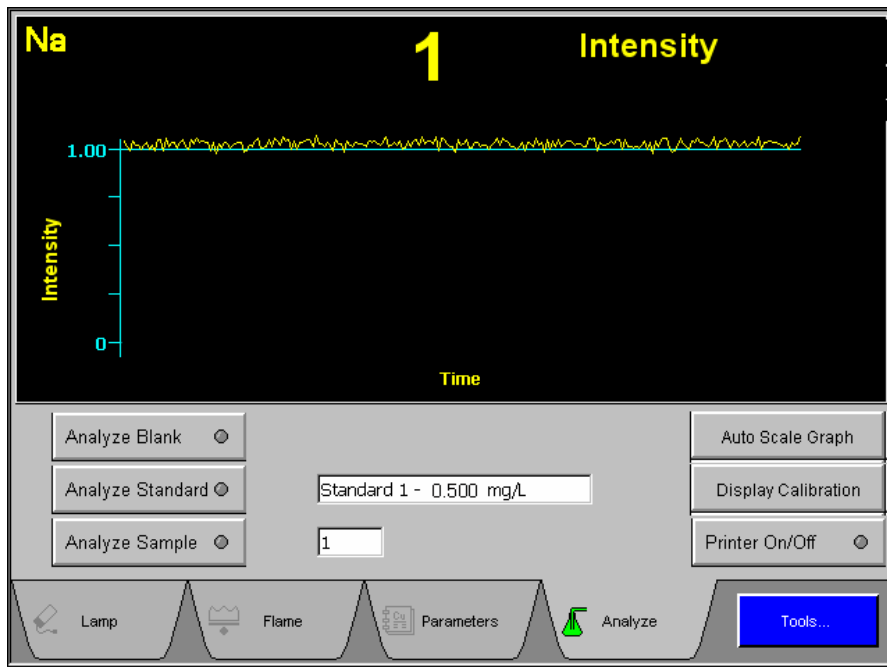 Na
1
Intensity
1.00
Intensity
0
Time
Analyze Blank
Auto Scale Graph
Analyze Standard
Standard 1 - 0.500 mg/L
Display Calibration
Analyze Sample
1
Printer On/Off
Lamp
Flame
Cu
Parameters
Analyze
Tools...